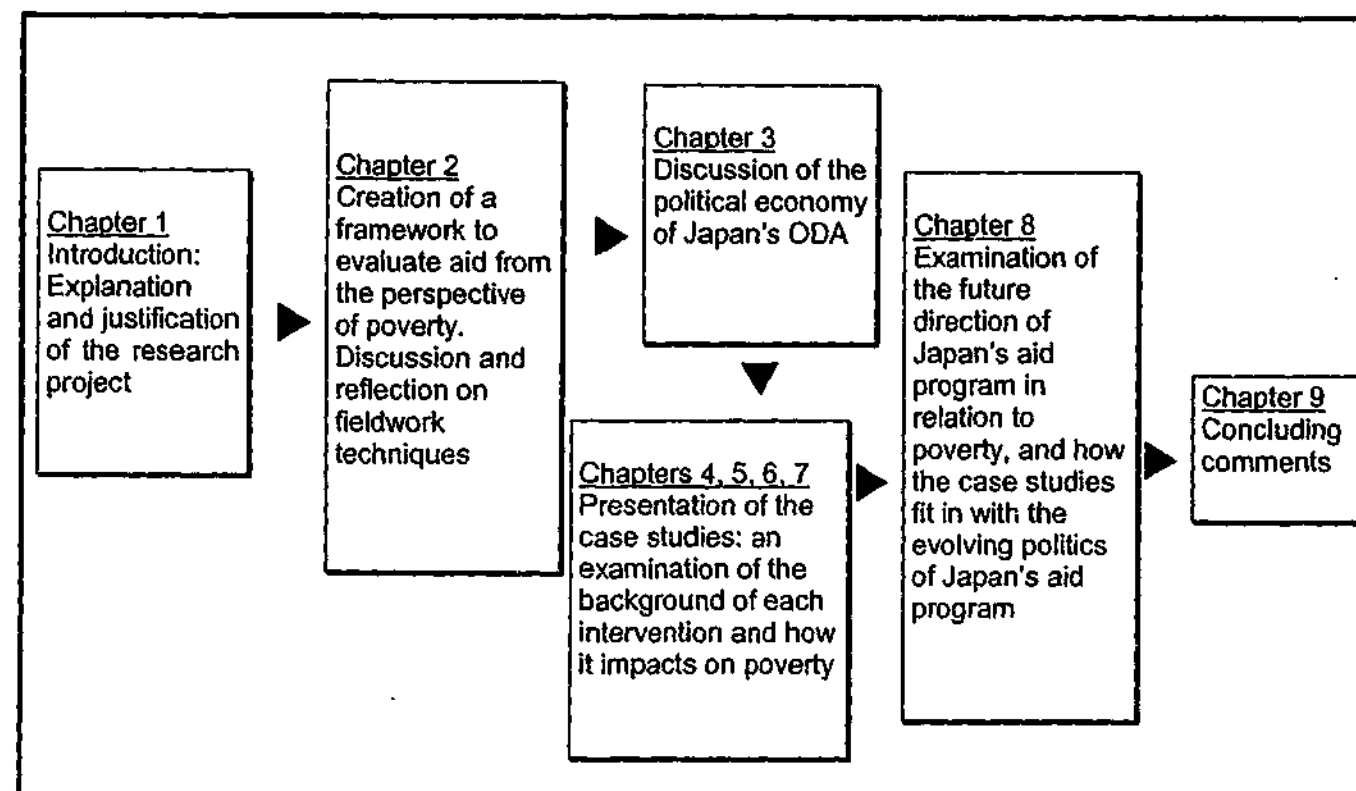 Chapter 1
Introduction:
Explanation
and justification
of the research
project
Chapter 2
Creation of a
framework to
evaluate aid from
the perspective
of poverty.
Discussion and
reflection on
fieldwork
techniques
Chapter 3
Discussion of the
political economy
of Japan's ODA
Chapters 4, 5, 6, 7
Presentation of the
case studies: an
examination of the
background of each
intervention and how
it impacts on poverty
Chapter 8
Examination of
the future
direction of
Japan's aid
program in
relation to
poverty, and how
the case studies
fit in with the
evolving politics
of Japan's aid
program
Chapter 9
Concluding
comments